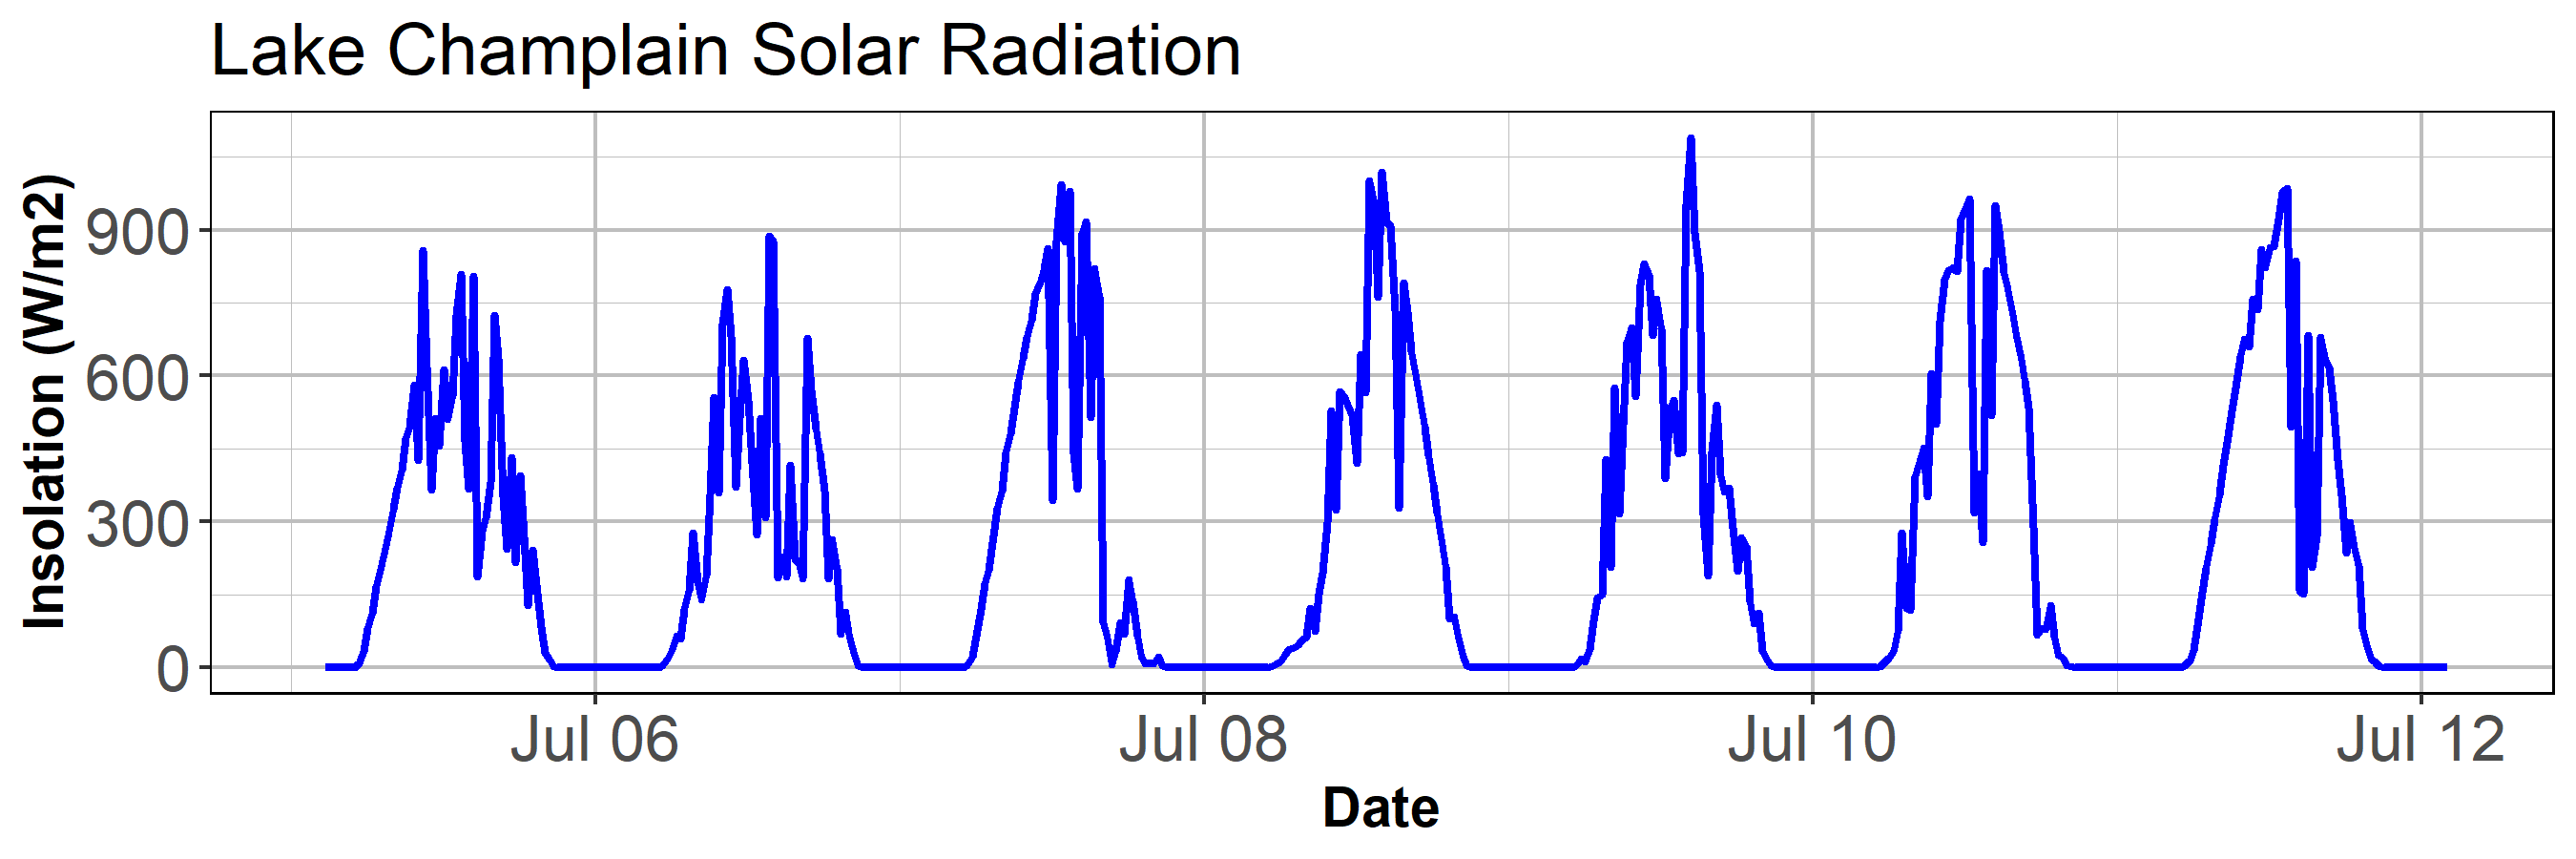 Lake Champlain Solar Radiation
Insolation (W/m2)
900
600
300
0
Jul 06 Jul 08 Jul 10 Jul 12
Date